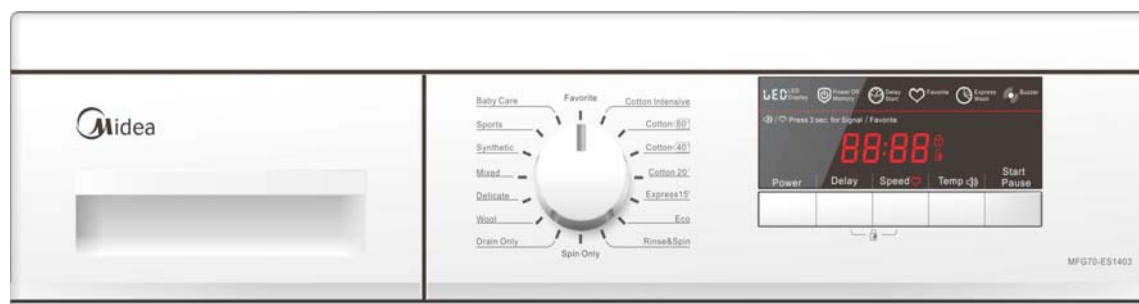 Midea
Favorite
Baby Care
Sports
Synthetic
Mixed
Delicate
Wool
Drain Only
Spin Only
Cotton Intensive
Cotton 60°
Cotton 40°
Cotton 20°
Express15'
Eco
Rinse&Spin
LED LED Display
Power Off Memory
Delay Start
Favorite
Express Wash
Buzzer
/ Press 3 sec. for Signal / Favorite
88:88
Power
Delay
Speed
Temp
Start Pause
MFG70-ES1403